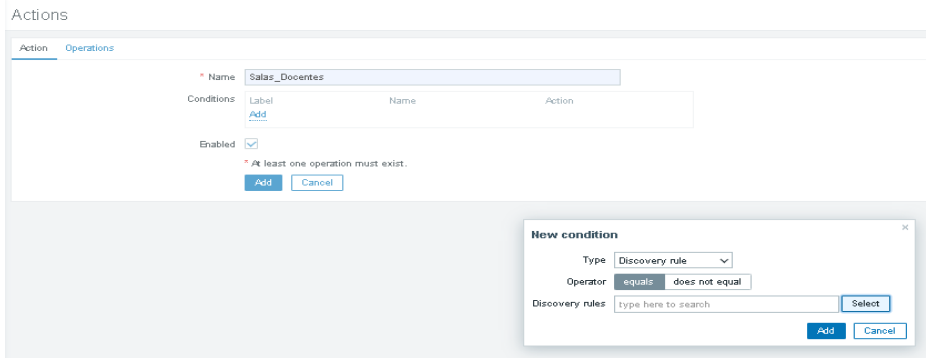 Actions
Action Operations
* Name Salas_Docentes
Conditions Label Name Action
Add
Enabled
* At least one operation must exist.
Add Cancel
New condition ×
Type Discovery rule
Operator equals does not equal
Discovery rules type here to search Select
Add Cancel